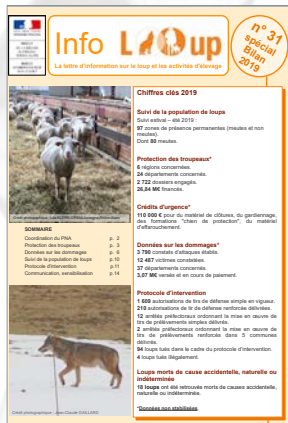 Info Loup
La lettre d'information sur le loup et les activités d'élevage
n° 31
spécial
Bilan
2019
Chiffres clés 2019
Suivi de la population de loups
Suivi estival – été 2019 :
97 zones de présence permanentes (meutes et non
meutes).
Dont 80 meutes.
Protection des troupeaux*
6 régions concernées.
24 départements concernés.
2 722 dossiers engagés.
26,84 M€ financés.
Crédits d'urgence*
110 000 € pour du matériel de clôtures, du gardiennage,
des formations "chien de protection", du matériel
d'effarouchement.
Données sur les dommages*
3 790 constats d'attaques établis.
12 487 victimes constatées.
37 départements concernés.
3,07 M€ versés et en cours de paiement.
Protocole d'intervention
1 609 autorisations de tirs de défense simple en vigueur.
210 autorisations de tir de défense renforcée délivrées.
12 arrêtés préfectoraux ordonnant la mise en œuvre de
tirs de prélèvements simples délivrés.
2 arrêtés préfectoraux ordonnant la mise en œuvre de
tirs de prélèvements renforcés dans 5 communes
délivrés.
94 loups tués dans le cadre du protocole d'intervention.
4 loups tués illégalement.
Loups morts de cause accidentelle, naturelle ou
indéterminée
18 loups ont été retrouvés morts de causes accidentelle,
naturelle ou indéterminée.
*Données non stabilisées
SOMMAIRE
Coordination du PNA p. 2
Protection des troupeaux p. 3
Données sur les dommages p. 6
Suivi de la population de loups p.10
Protocole d'intervention p.11
Communication, sensibilisation p.14
Crédit photographique : Jean-Claude GAILLARD